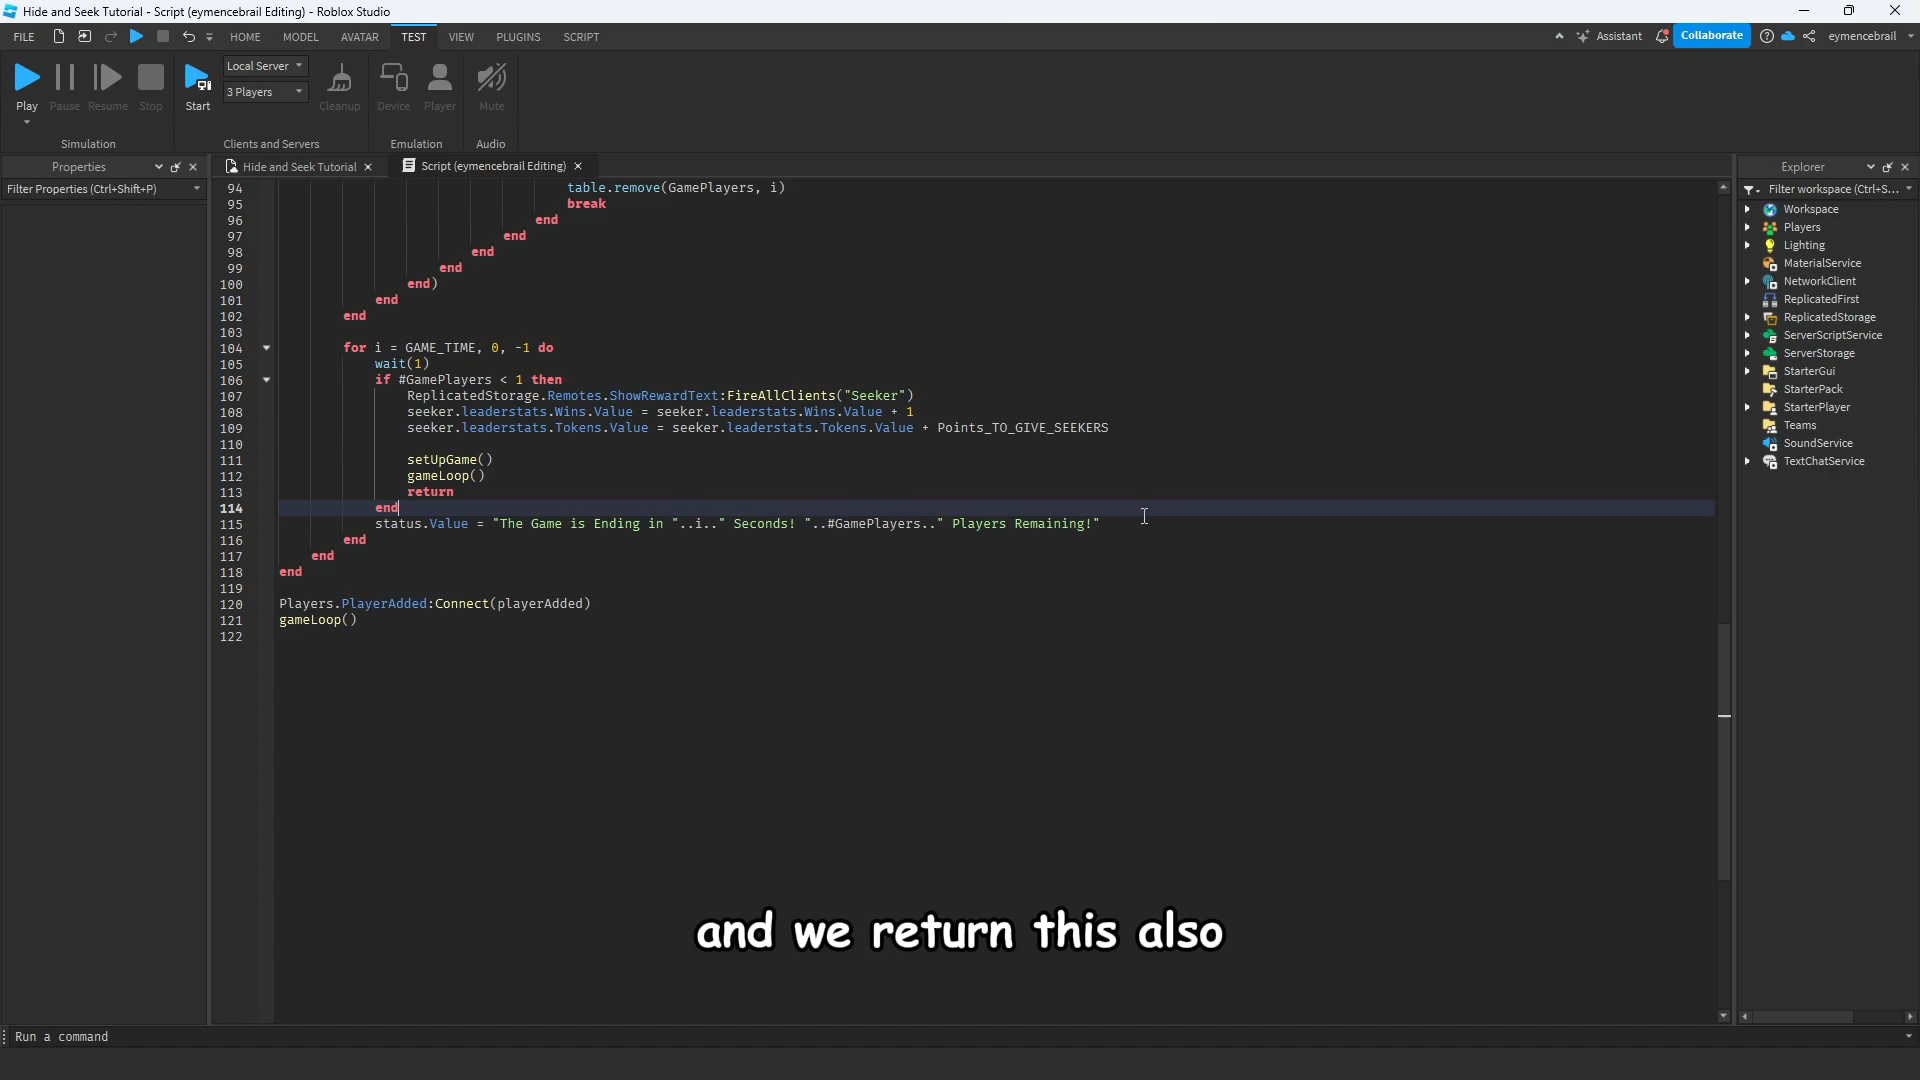 Hide and Seek Tutorial - Script (eymencebrail Editing) - Roblox Studio
FILE HOME MODEL AVATAR TEST VIEW PLUGINS SCRIPT Assistant Collaborate eymencebrail
Play Pause Resume Stop Start Local Server 3 Players Cleanup Device Player Mute
Simulation Clients and Servers Emulation Audio
Properties
Filter Properties (Ctrl+Shift+P)
Hide and Seek Tutorial
Script (eymencebrail Editing)
94 table.remove(GamePlayers, i)
95 break
96 end
97 end
98 end
99 end
100 end)
101 end
102 end
103
104 for i = GAME_TIME, 0, -1 do
105 wait(1)
106 if #GamePlayers < 1 then
107 ReplicatedStorage.Remotes.ShowRewardText:FireAllClients("Seeker")
108 seeker.leaderstats.Wins.Value = seeker.leaderstats.Wins.Value + 1
109 seeker.leaderstats.Tokens.Value = seeker.leaderstats.Tokens.Value + Points_TO_GIVE_SEEKERS
110
111 setUpGame()
112 gameLoop()
113 return
114 end
115 status.Value = "The Game is Ending in "..i.." Seconds! "..#GamePlayers.." Players Remaining!"
116 end
117 end
118 end
119
120 Players.PlayerAdded:Connect(playerAdded)
121 gameLoop()
122
Explorer
Filter workspace (Ctrl+S...
Workspace
Players
Lighting
MaterialService
NetworkClient
ReplicatedFirst
ReplicatedStorage
ServerScriptService
ServerStorage
StarterGui
StarterPack
StarterPlayer
Teams
SoundService
TextChatService
and we return this also
Run a command